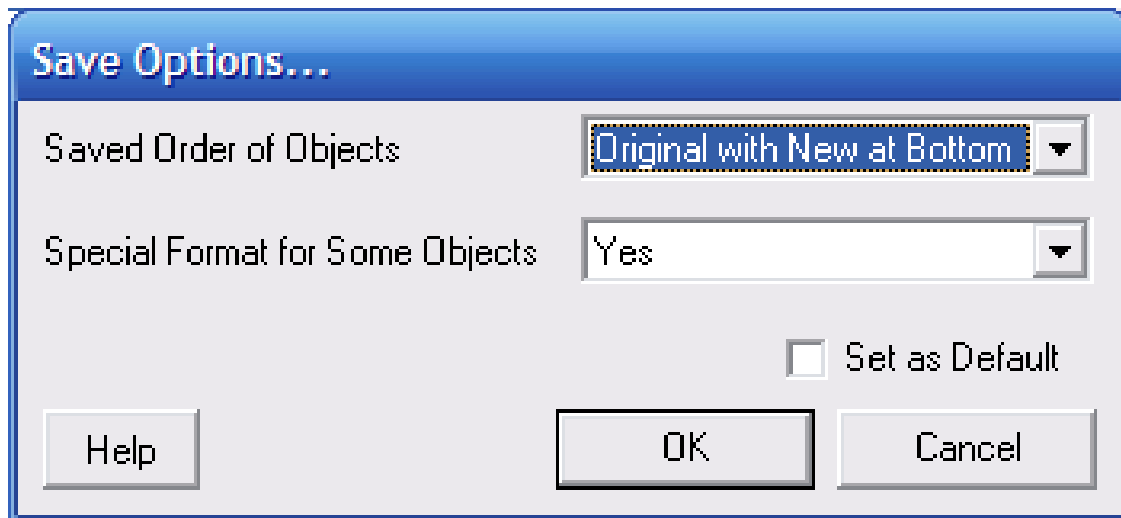 Save Options...
Saved Order of Objects Original with New at Bottom
Special Format for Some Objects Yes
Set as Default
Help OK Cancel